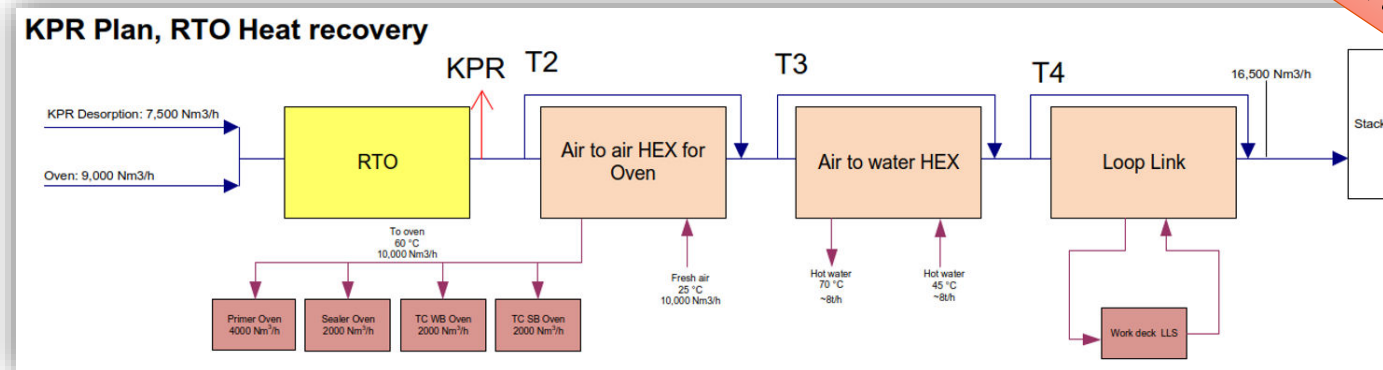 KPR Plan, RTO Heat recovery
KPR
T2
T3
T4
16,500 Nm3/h
KPR Desorption: 7,500 Nm3/h
Oven: 9,000 Nm3/h
RTO
Air to air HEX for
Oven
Air to water HEX
Loop Link
Stack
To oven
60 °C
10,000 Nm3/h
Fresh air
25 °C
10,000 Nm3/h
Hot water
70 °C
~8t/h
Hot water
45 °C
~8t/h
Primer Oven
4000 Nm³/h
Sealer Oven
2000 Nm³/h
TC WB Oven
2000 Nm³/h
TC SB Oven
2000 Nm³/h
Work deck LLS